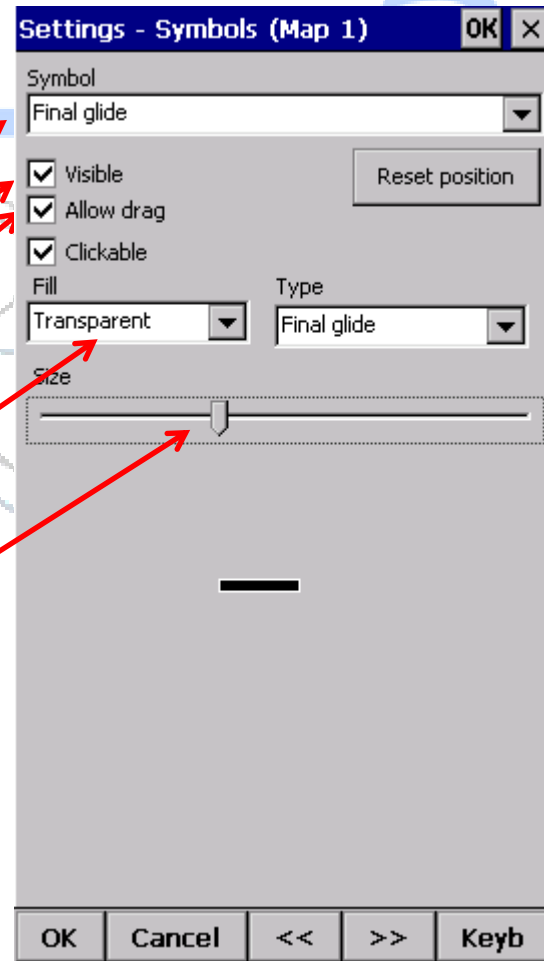 Settings - Symbols (Map 1) OK
Symbol
Final glide
Visible
Reset position
Allow drag
Clickable
Fill Type
Transparent Final glide
Size
OK Cancel << >> Keyb